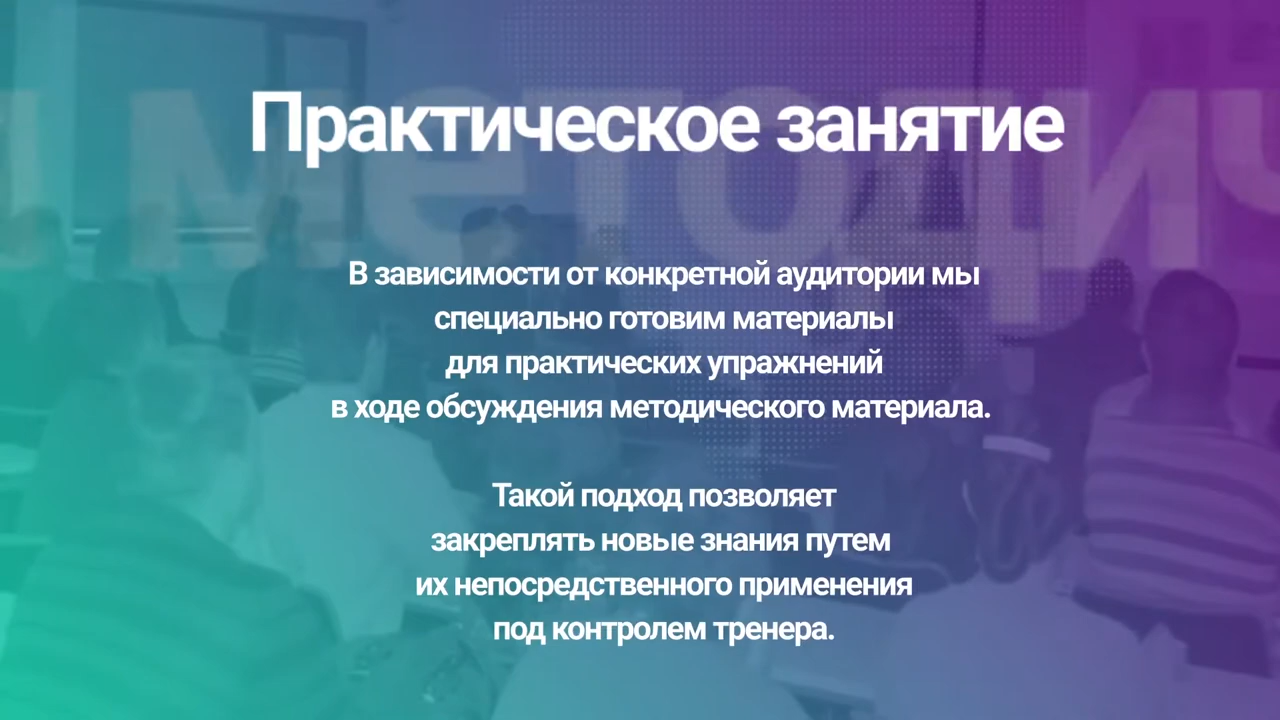 Практическое занятие
В зависимости от конкретной аудитории мы
специально готовим материалы
для практических упражнений
в ходе обсуждения методического материала.
Такой подход позволяет
закреплять новые знания путем
их непосредственного применения
под контролем тренера.